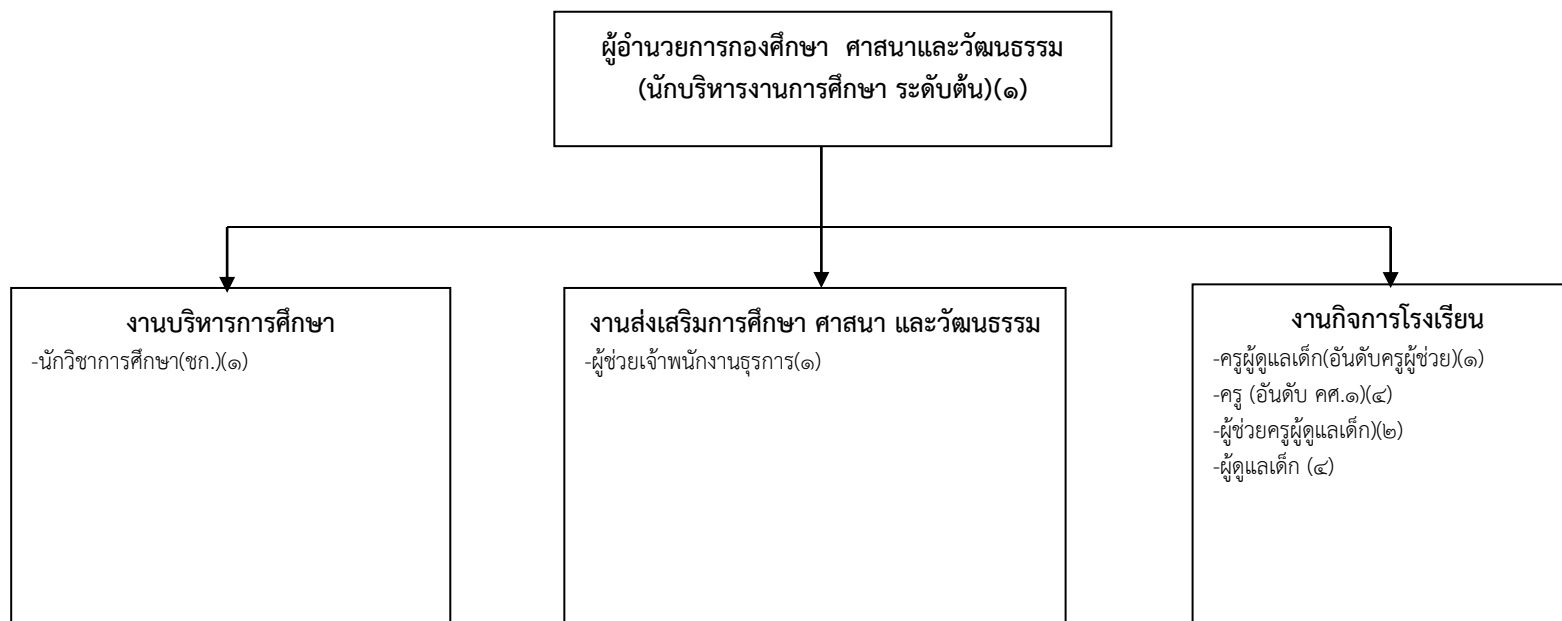 ผู้อำนวยการกองศึกษา ศาสนาและวัฒนธรรม
(นักบริหารงานการศึกษา ระดับต้น)(๑)
งานบริหารการศึกษา
-นักวิชาการศึกษา(ชก.)(๑)
งานส่งเสริมการศึกษา ศาสนา และวัฒนธรรม
-ผู้ช่วยเจ้าพนักงานธุรการ(๑)
งานกิจการโรงเรียน
-ครูผู้ดูแลเด็ก(อันดับครูผู้ช่วย)(๑)
-ครู (อันดับ คศ.๑)(๔)
-ผู้ช่วยครูผู้ดูแลเด็ก)(๒)
-ผู้ดูแลเด็ก (๔)